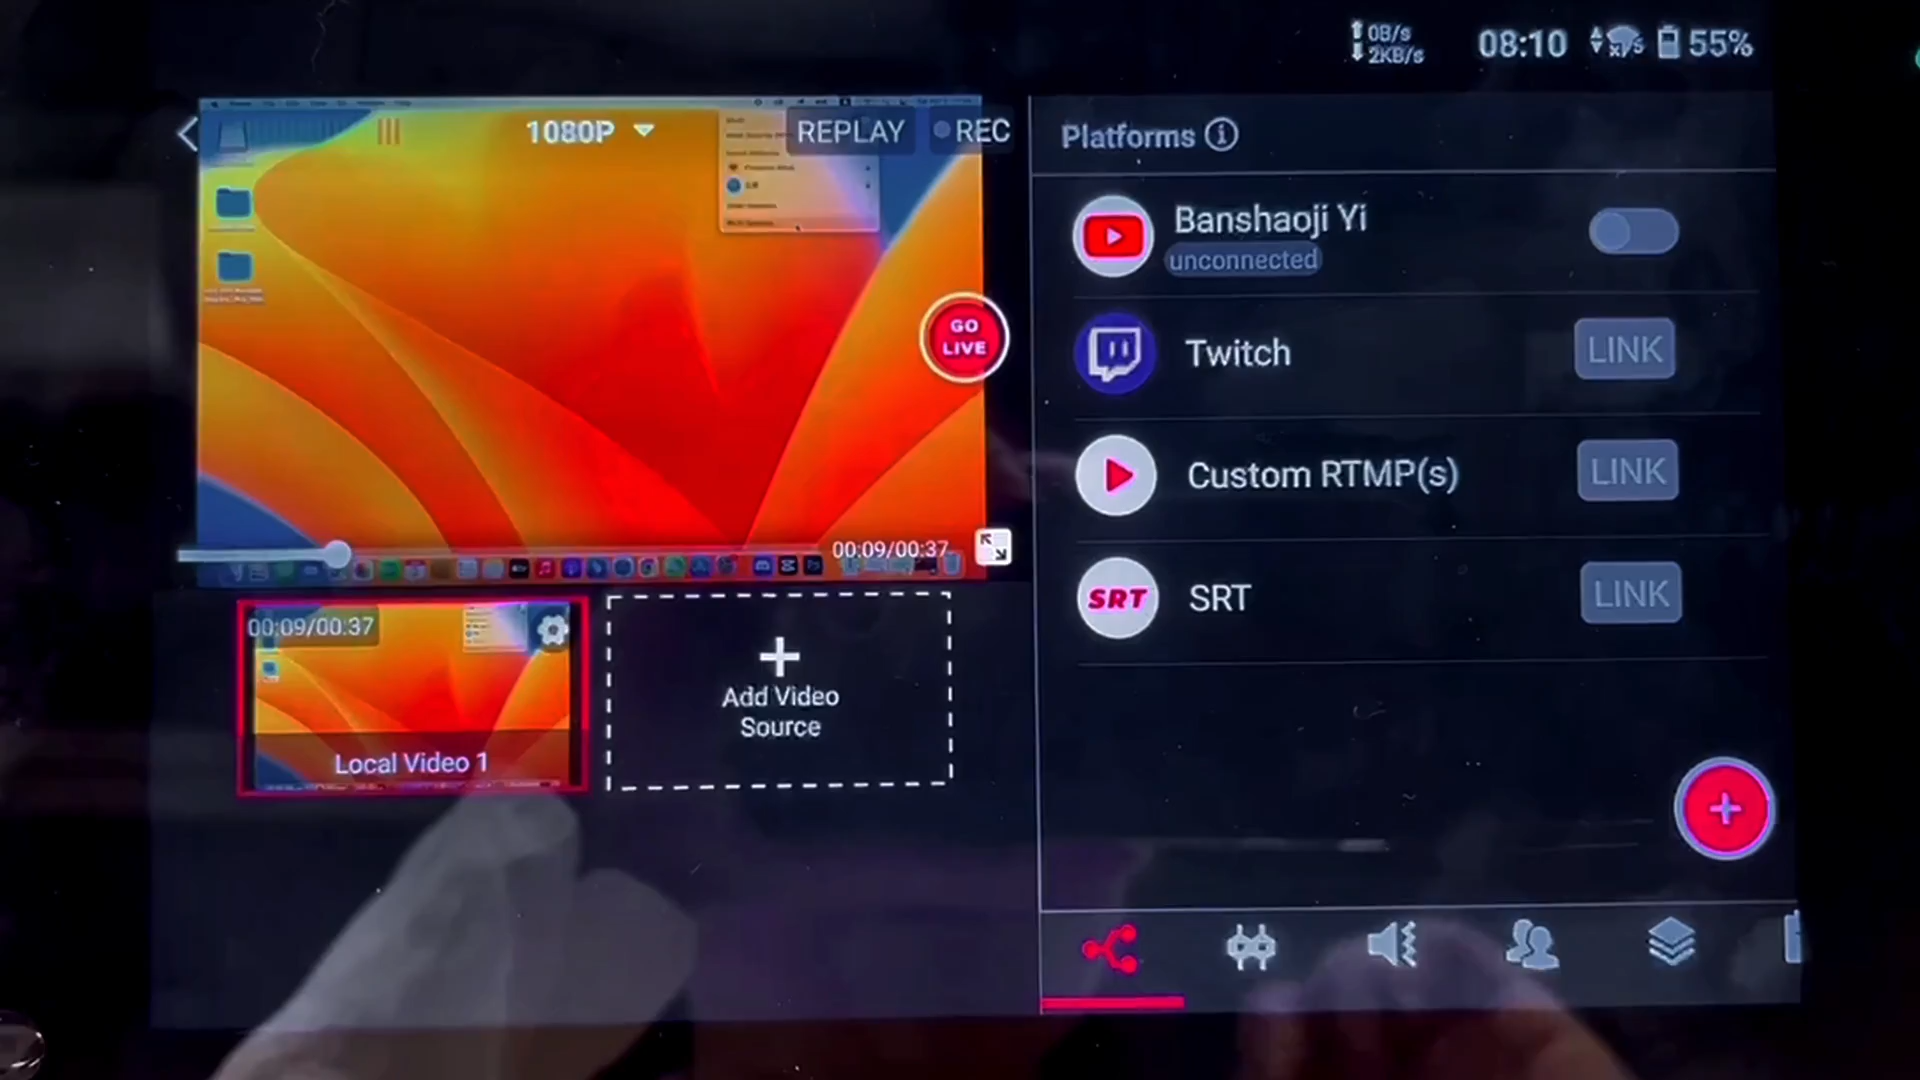 0B/s
2KB/s
08:10
55%
1080P
REPLAY
REC
GO
LIVE
00:09/00:37
00:09/00:37
Local Video 1
Add Video
Source
Platforms
Banshaoji Yi
unconnected
Twitch
LINK
Custom RTMP(s)
LINK
SRT
SRT
LINK